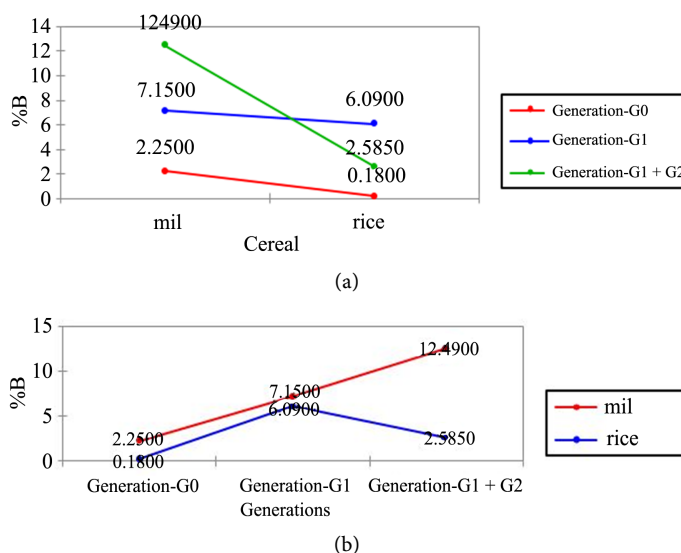 14
12
10
8
6
4
2
0
%B
124900
7.1500
6.0900
2.2500
2.5850
0.1800
mil
rice
Cereal
Generation-G0
Generation-G1
Generation-G1 + G2
(a)
15
10
5
0
%B
12.4900
7.1500
6.0900
2.2500
0.1800
2.5850
Generation-G0
Generation-G1
Generation-G1 + G2
Generations
mil
rice
(b)